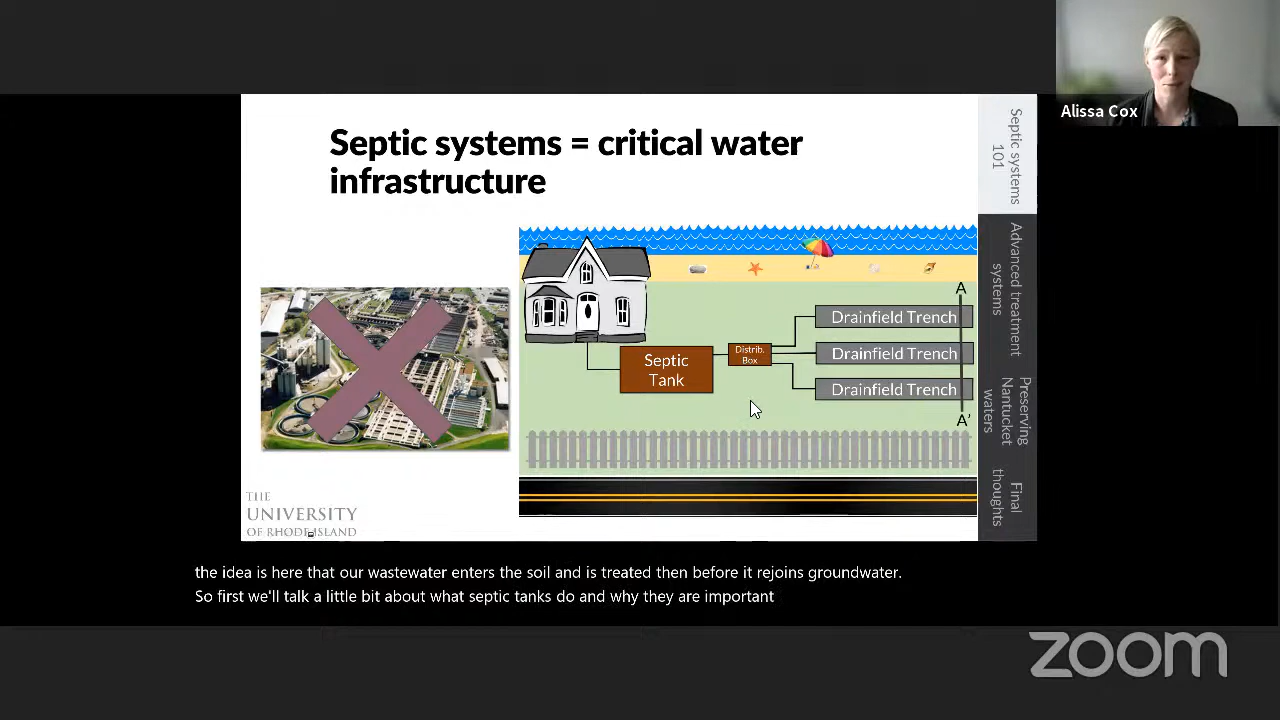 Alissa Cox
Septic systems = critical water
infrastructure
Septic systems
101
Advanced treatment
systems
Preserving
Nantucket
waters
Final
thoughts
A
Drainfield Trench
Septic
Tank
Distrib.
Box
Drainfield Trench
Drainfield Trench
A'
THE
UNIVERSITY
OF RHODE ISLAND
the idea is here that our wastewater enters the soil and is treated then before it rejoins groundwater.
So first we'll talk a little bit about what septic tanks do and why they are important
zoom